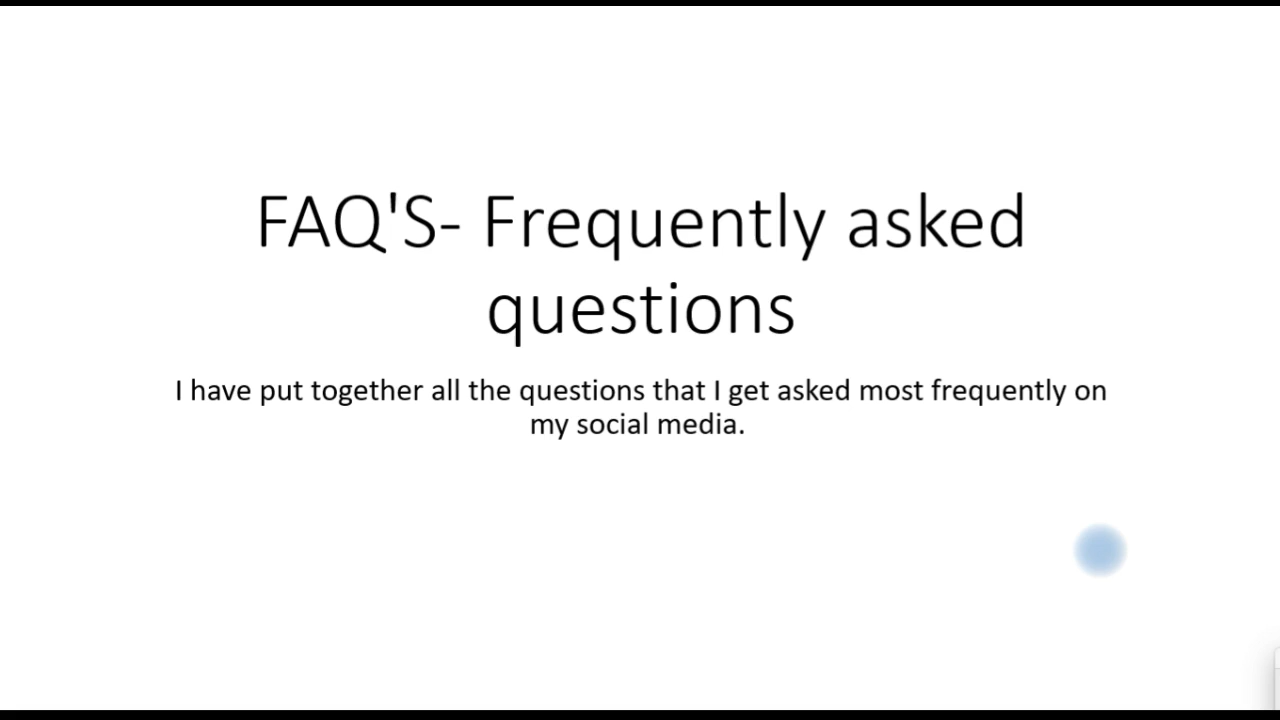 FAQ'S- Frequently asked
questions
I have put together all the questions that I get asked most frequently on
my social media.